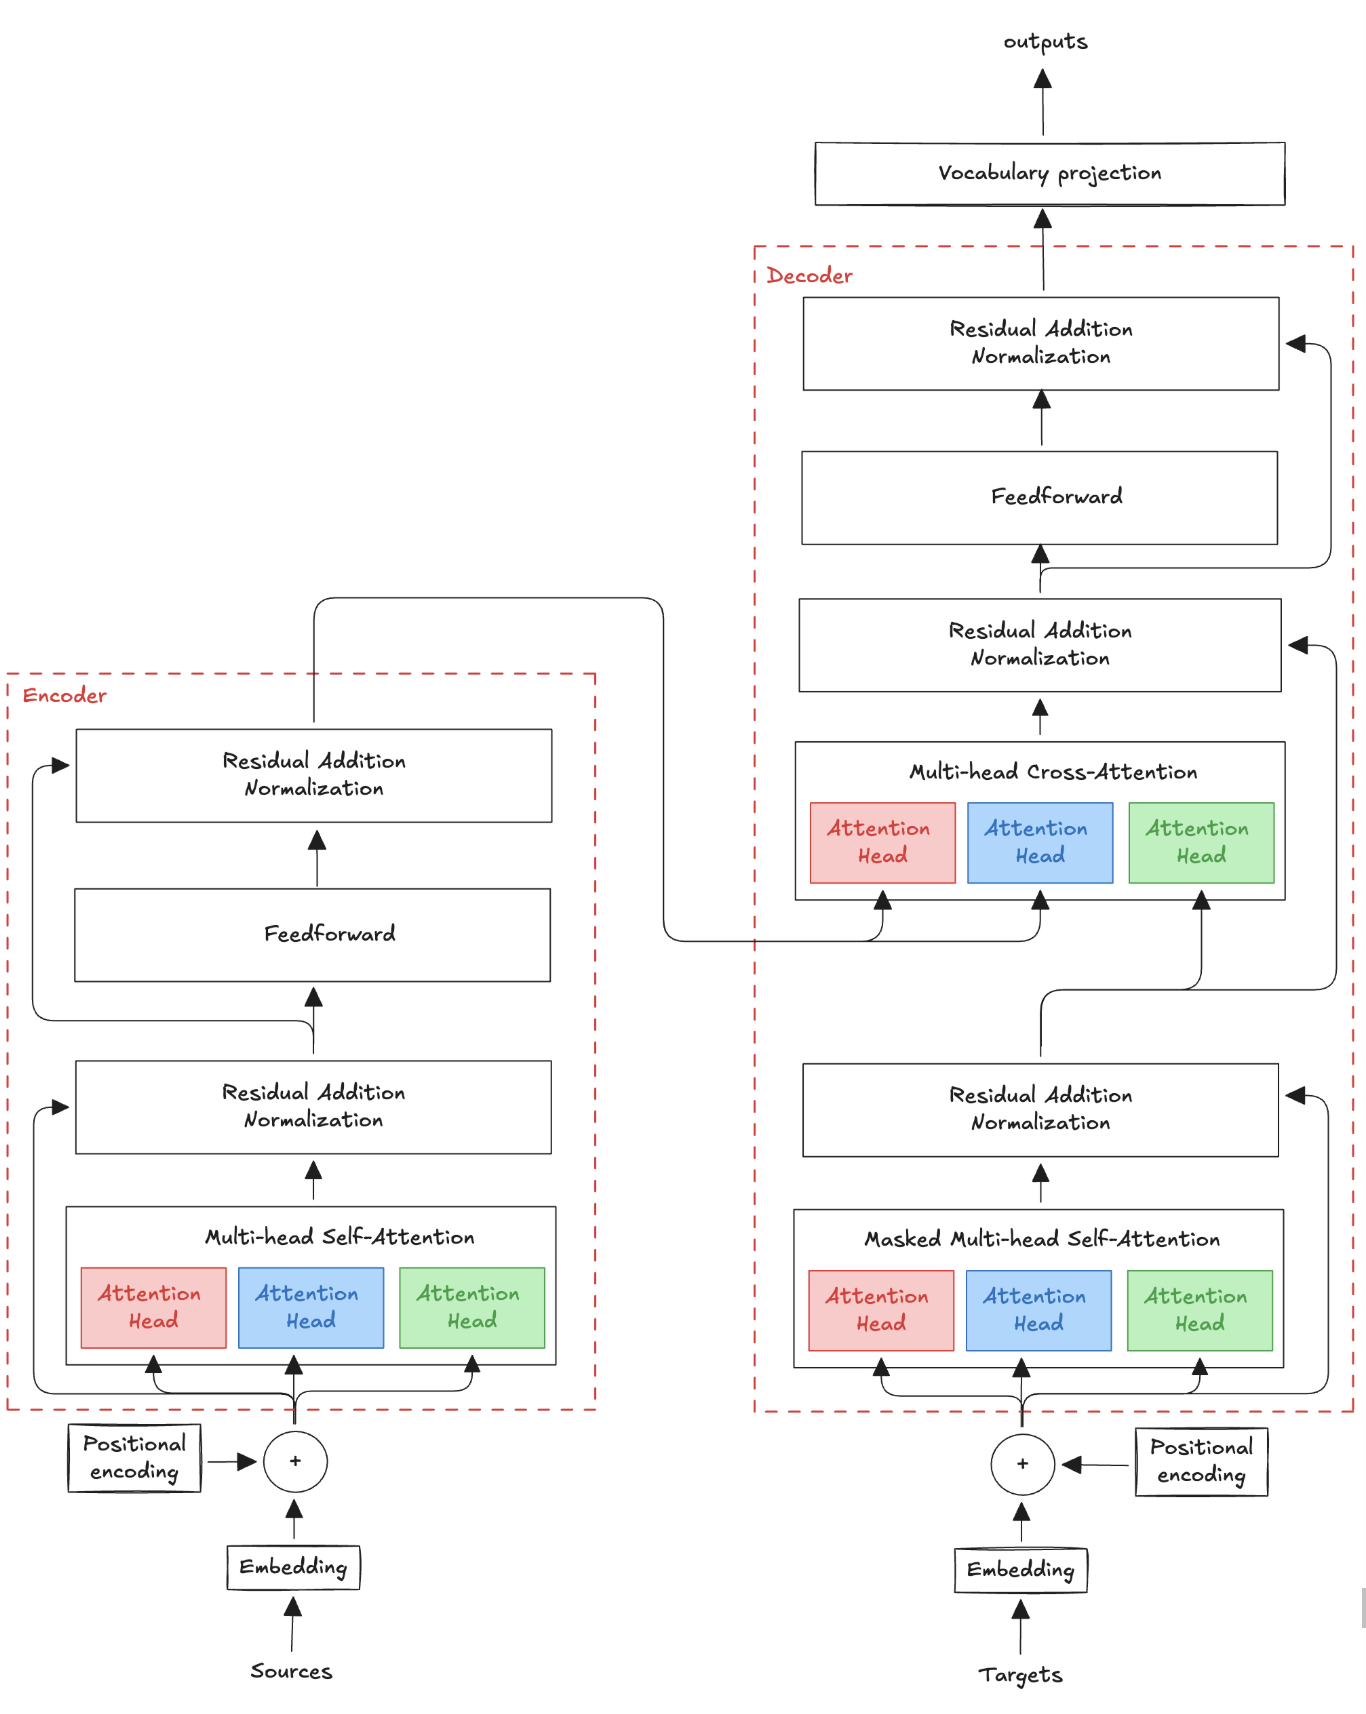 outputs
Vocabulary projection
Decoder
Residual Addition
Normalization
Feedforward
Residual Addition
Normalization
Multi-head Cross-Attention
Attention
Head
Attention
Head
Attention
Head
Residual Addition
Normalization
Masked Multi-head Self-Attention
Attention
Head
Attention
Head
Attention
Head
+
Positional
encoding
Embedding
Targets
Encoder
Residual Addition
Normalization
Feedforward
Residual Addition
Normalization
Multi-head Self-Attention
Attention
Head
Attention
Head
Attention
Head
Positional
encoding
+
Embedding
Sources